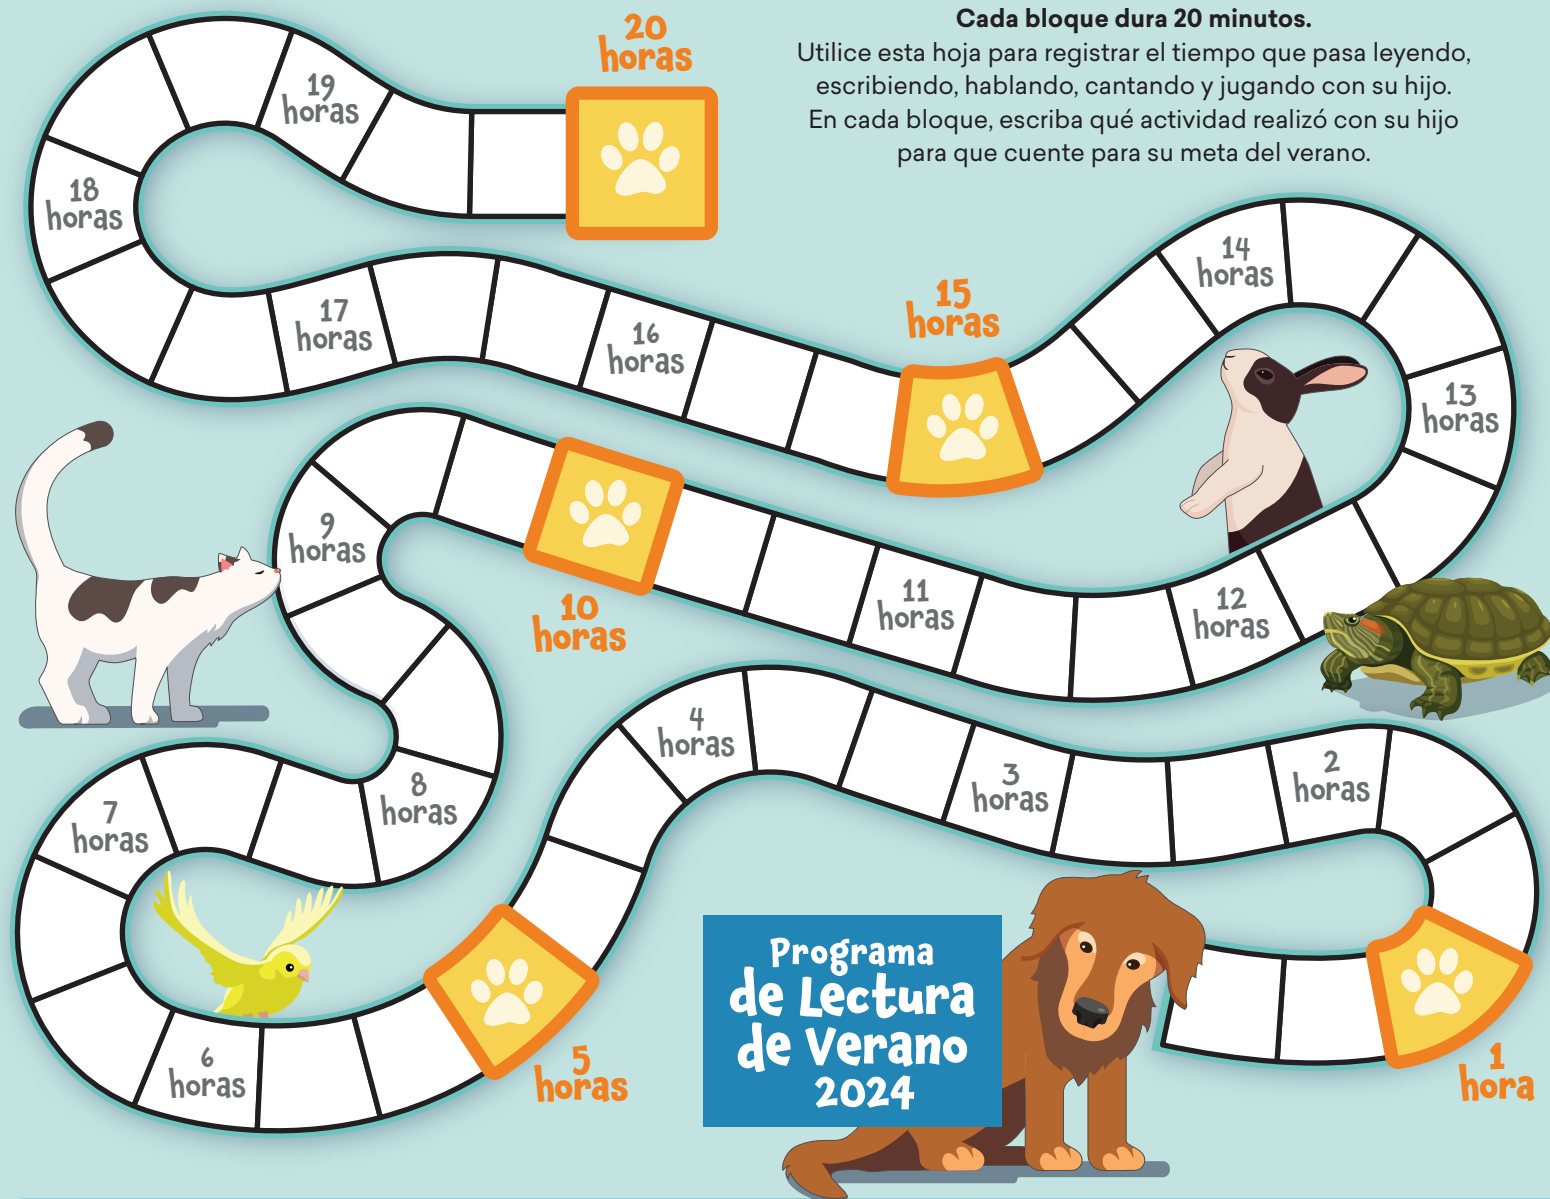 Cada bloque dura 20 minutos.
Utilice esta hoja para registrar el tiempo que pasa leyendo,
escribiendo, hablando, cantando y jugando con su hijo.
En cada bloque, escriba qué actividad realizó con su hijo
para que cuente para su meta del verano.
20
horas
19
horas
18
horas
17
horas
16
horas
15
horas
14
horas
13
horas
12
horas
11
horas
10
horas
9
horas
8
horas
7
horas
6
horas
5
horas
4
horas
3
horas
2
horas
1
hora
Programa
de Lectura
de Verano
2024